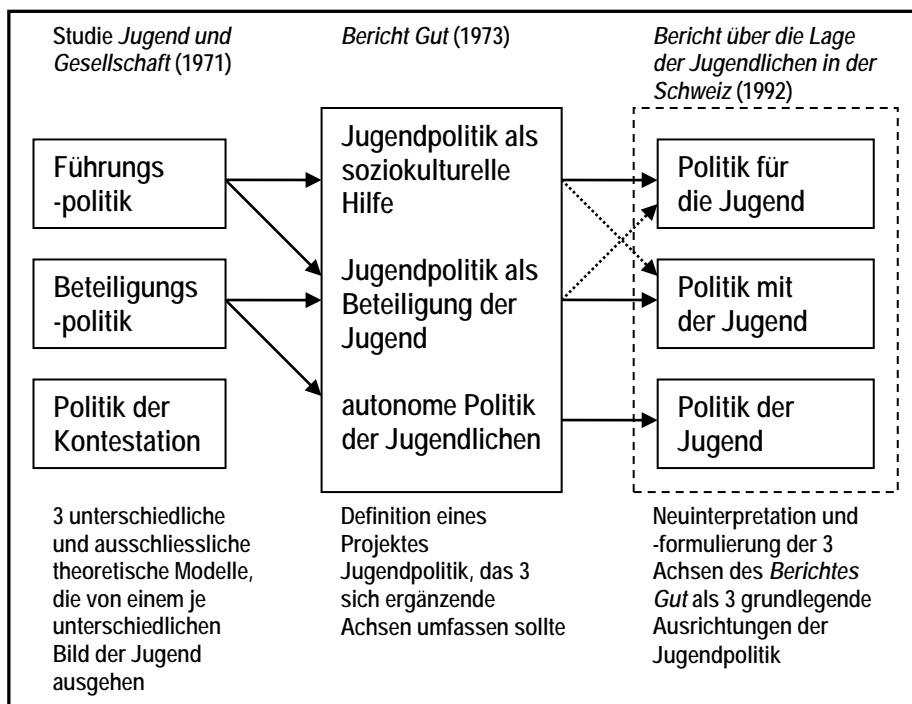 Studie Jugend und
Gesellschaft (1971)
Bericht Gut (1973)
Bericht über die Lage
der Jugendlichen in der
Schweiz (1992)
Führungs
-politik
Beteiligungs
-politik
Politik der
Kontestation
Jugendpolitik als
soziokulturelle
Hilfe
Jugendpolitik als
Beteiligung der
Jugend
autonome Politik
der Jugendlichen
Politik für
die Jugend
Politik mit
der Jugend
Politik der
Jugend
3 unterschiedliche
und ausschliessliche
theoretische Modelle,
die von einem je
unterschiedlichen
Bild der Jugend
ausgehen
Definition eines
Projektes
Jugendpolitik, das 3
sich ergänzende
Achsen umfassen sollte
Neuinterpretation und
-formulierung der 3
Achsen des Berichtes
Gut als 3 grundlegende
Ausrichtungen der
Jugendpolitik